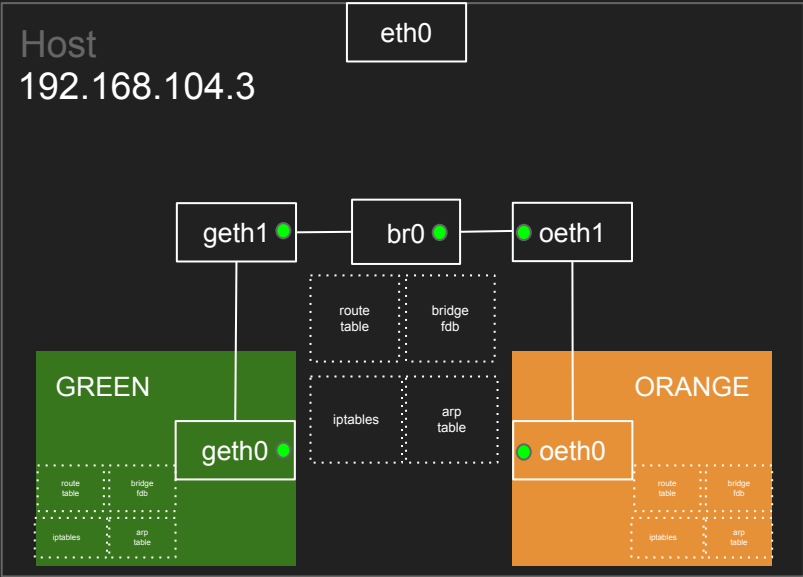 eth0
Host
192.168.104.3
geth1
br0
oeth1
route
table
bridge
fdb
iptables
arp
table
GREEN
geth0
route
table
bridge
fdb
iptables
arp
table
ORANGE
oeth0
route
table
bridge
fdb
iptables
arp
table